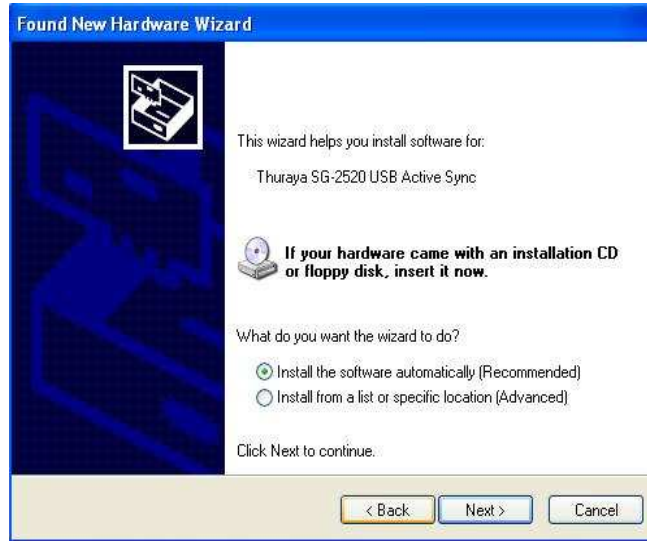 Found New Hardware Wizard
This wizard helps you install software for:
Thuraya SG-2520 USB Active Sync
If your hardware came with an installation CD
or floppy disk, insert it now.
What do you want the wizard to do?
Install the software automatically (Recommended)
Install from a list or specific location (Advanced)
Click Next to continue.
< Back
Next >
Cancel